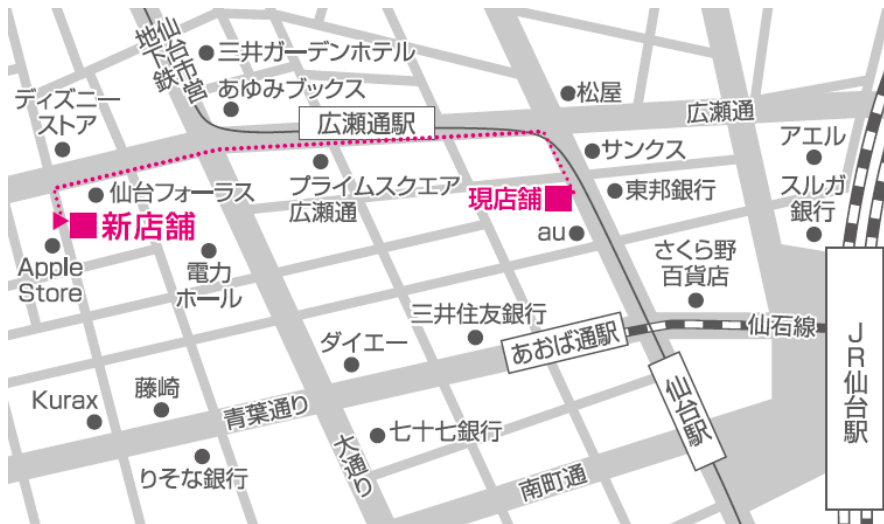 仙台市営
地下鉄
三井ガーデンホテル
あゆみブックス
ディズニー
ストア
松屋
広瀬通駅
広瀬通
サンクス
アエル
仙台フォーラス
プライムスクエア
広瀬通
現店舗
東邦銀行
スルガ
銀行
新店舗
au
Apple
Store
電力
ホール
さくら野
百貨店
三井住友銀行
ダイエー
あおば通駅
仙石線
JR仙台駅
Kurax
藤崎
青葉通り
仙台駅
大通り
七十七銀行
りそな銀行
南町通